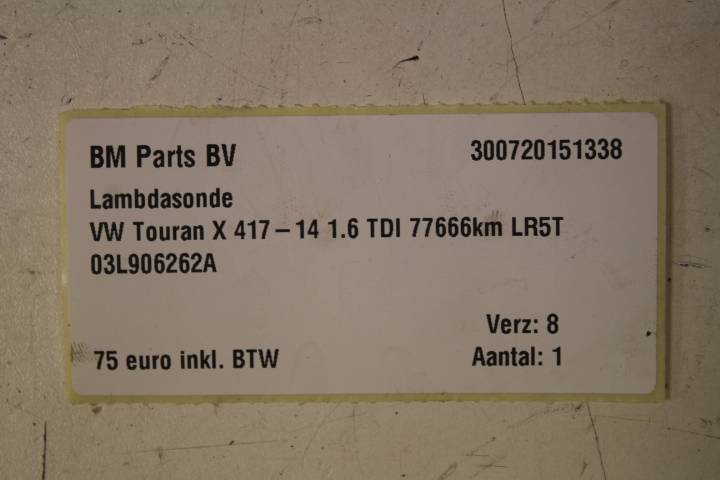 BM Parts BV 300720151338
Lambdasonde
VW Touran X 417-14 1.6 TDI 77666km LR5T
03L906262A
Verz: 8
75 euro inkl. BTW Aantal: 1